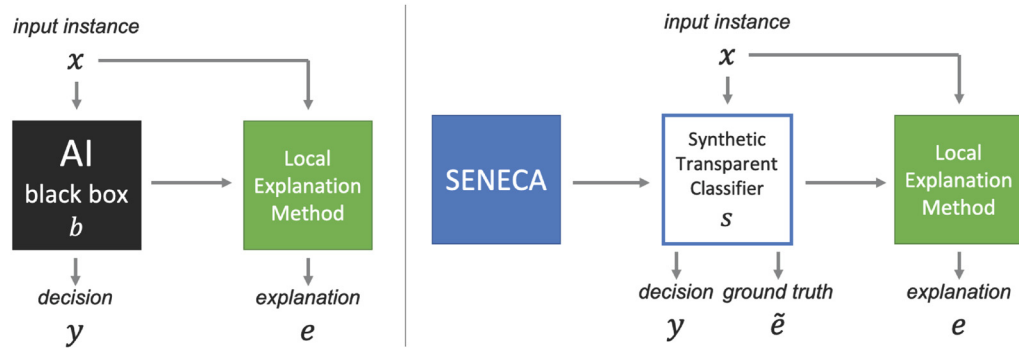 input instance
x
AI
black box
b
Local
Explanation
Method
decision
y
explanation
e
input instance
x
SENECA
Synthetic
Transparent
Classifier
s
Local
Explanation
Method
decision
y
ground truth
ẽ
explanation
e